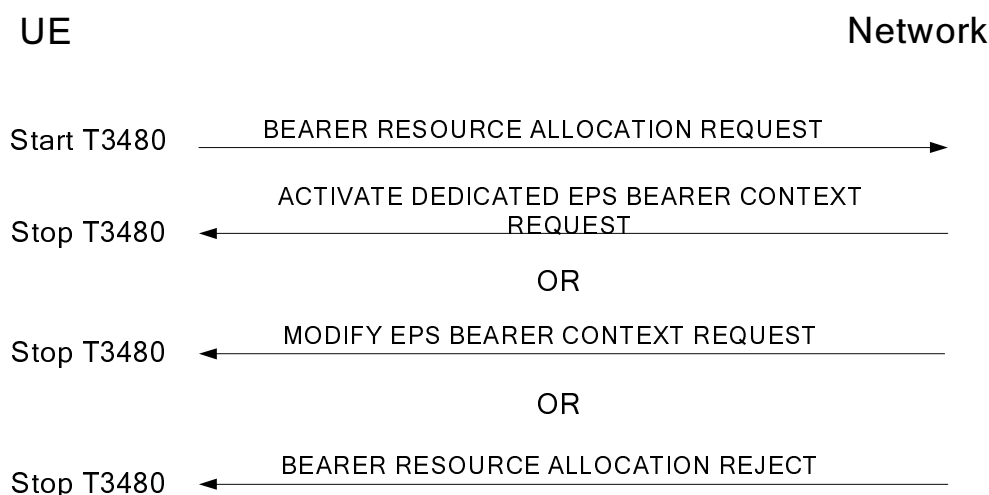 UE
Network
Start T3480
BEARER RESOURCE ALLOCATION REQUEST
ACTIVATE DEDICATED EPS BEARER CONTEXT
REQUEST
Stop T3480
OR
MODIFY EPS BEARER CONTEXT REQUEST
Stop T3480
OR
BEARER RESOURCE ALLOCATION REJECT
Stop T3480